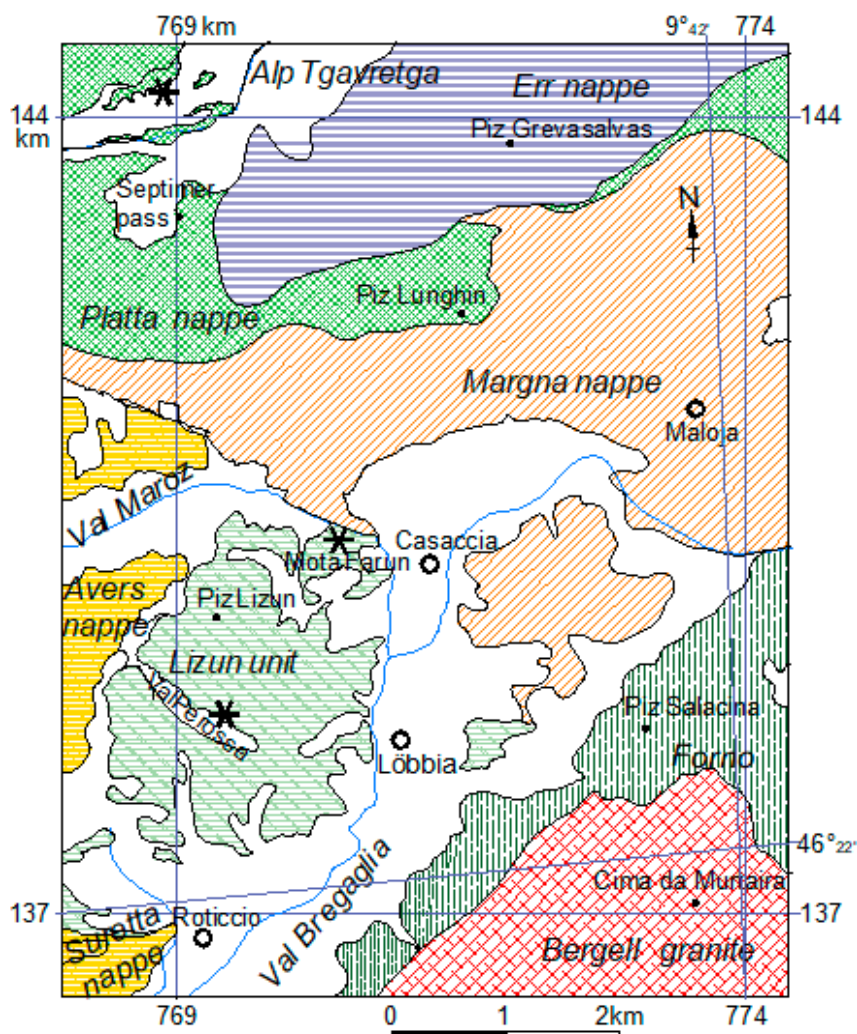 769 km 9°42' 774
Alp Tgavretga
Err nappe
144
km
144
Piz Grevasalvas
Septimer
pass
N
Piz Lunghin
Platta nappe
Margna nappe
Maloja
Val Maroz
Casaccia
Mota Farun
Avers
nappe
Piz Lizun
Lizun unit
Val Perossa
Piz Salacina
Löbbia
Forno
46°22'
Cima da Murtaira
137
137
Suretta
nappe
Roticcio
Val Bregaglia
Bergell granite
769 0 1 2km 774